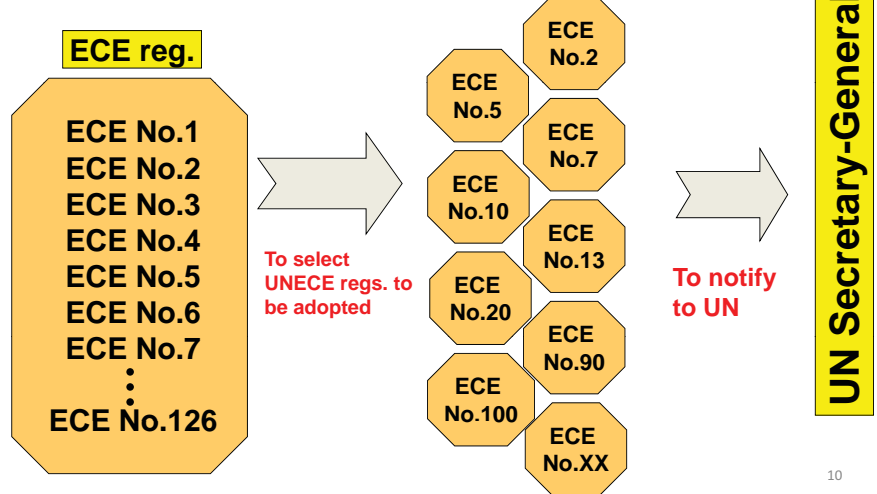 ECE reg.
ECE No.1
ECE No.2
ECE No.3
ECE No.4
ECE No.5
ECE No.6
ECE No.7
ECE No.126
To select
UNECE regs. to
be adopted
ECE
No.2
ECE
No.5
ECE
No.7
ECE
No.10
ECE
No.13
ECE
No.20
ECE
No.90
ECE
No.100
ECE
No.XX
To notify
to UN
UN Secretary-General
10